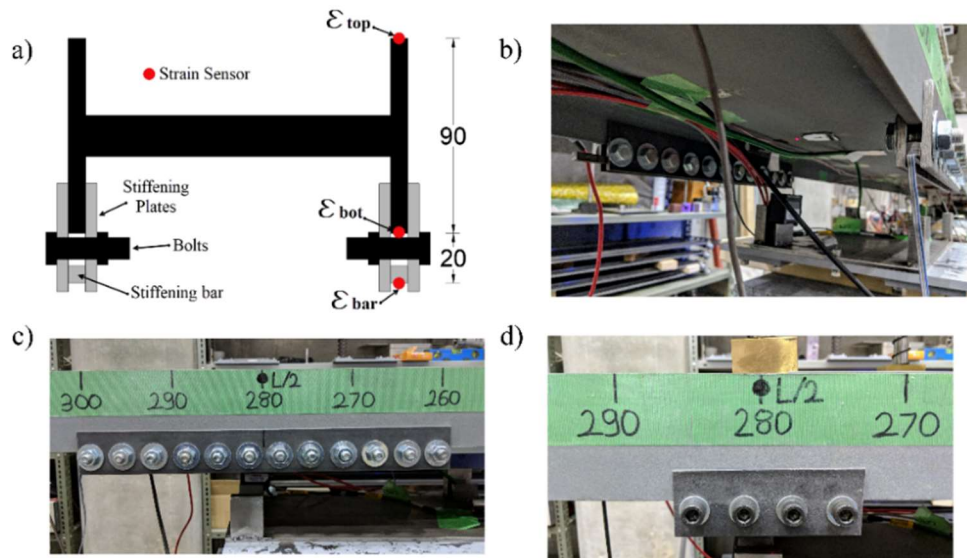 a)
ε top
Strain Sensor
90
Stiffening
Plates
ε bot
Bolts
20
Stiffening bar
ε bar
b)
c)
300 290 L/2 280 270 260
d)
290 L/2 280 270